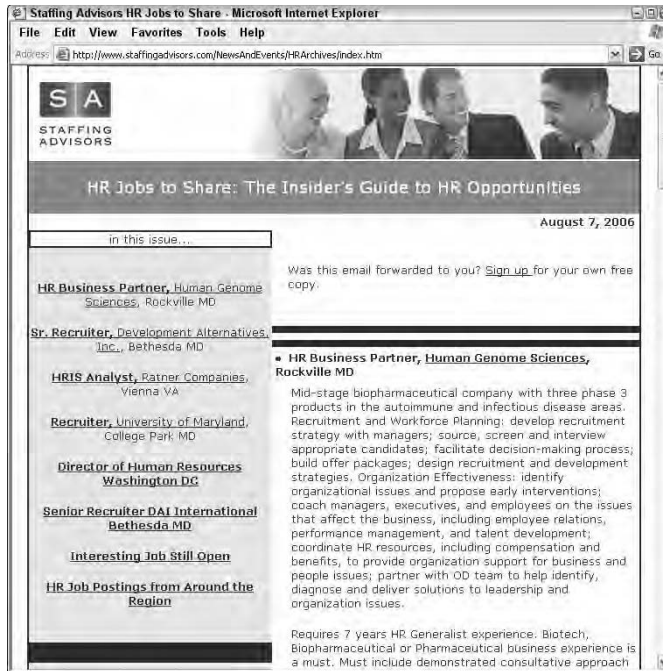 Staffing Advisors HR Jobs to Share - Microsoft Internet Explorer
File Edit View Favorites Tools Help
Address http://www.staffingadvisors.com/NewsAndEvents/HRArchives/index.htm Go
S A
STAFFING
ADVISORS
HR Jobs to Share: The Insider's Guide to HR Opportunities
August 7, 2006
in this issue...
HR Business Partner, Human Genome
Sciences, Rockville MD
Sr. Recruiter, Development Alternatives,
Inc., Bethesda MD
HRIS Analyst, Ratner Companies,
Vienna VA
Recruiter, University of Maryland,
College Park MD
Director of Human Resources
Washington DC
Senior Recruiter DAI International
Bethesda MD
Interesting Job Still Open
HR Job Postings from Around the
Region
Was this email forwarded to you? Sign up for your own free
copy.
• HR Business Partner, Human Genome Sciences,
Rockville MD
Mid-stage biopharmaceutical company with three phase 3
products in the autoimmune and infectious disease areas.
Recruitment and Workforce Planning: develop recruitment
strategy with managers; source, screen and interview
appropriate candidates; facilitate decision-making process;
build offer packages; design recruitment and development
strategies. Organization Effectiveness: identify
organizational issues and propose early interventions;
coach managers, executives, and employees on the issues
that affect the business, including employee relations,
performance management, and talent development;
coordinate HR resources, including compensation and
benefits, to provide organization support for business and
people issues; partner with OD team to help identify,
diagnose and deliver solutions to leadership and
organization issues.
Requires 7 years HR Generalist experience. Biotech,
Biopharmaceutical or Pharmaceutical business experience is
a must. Must include demonstrated consultative approach